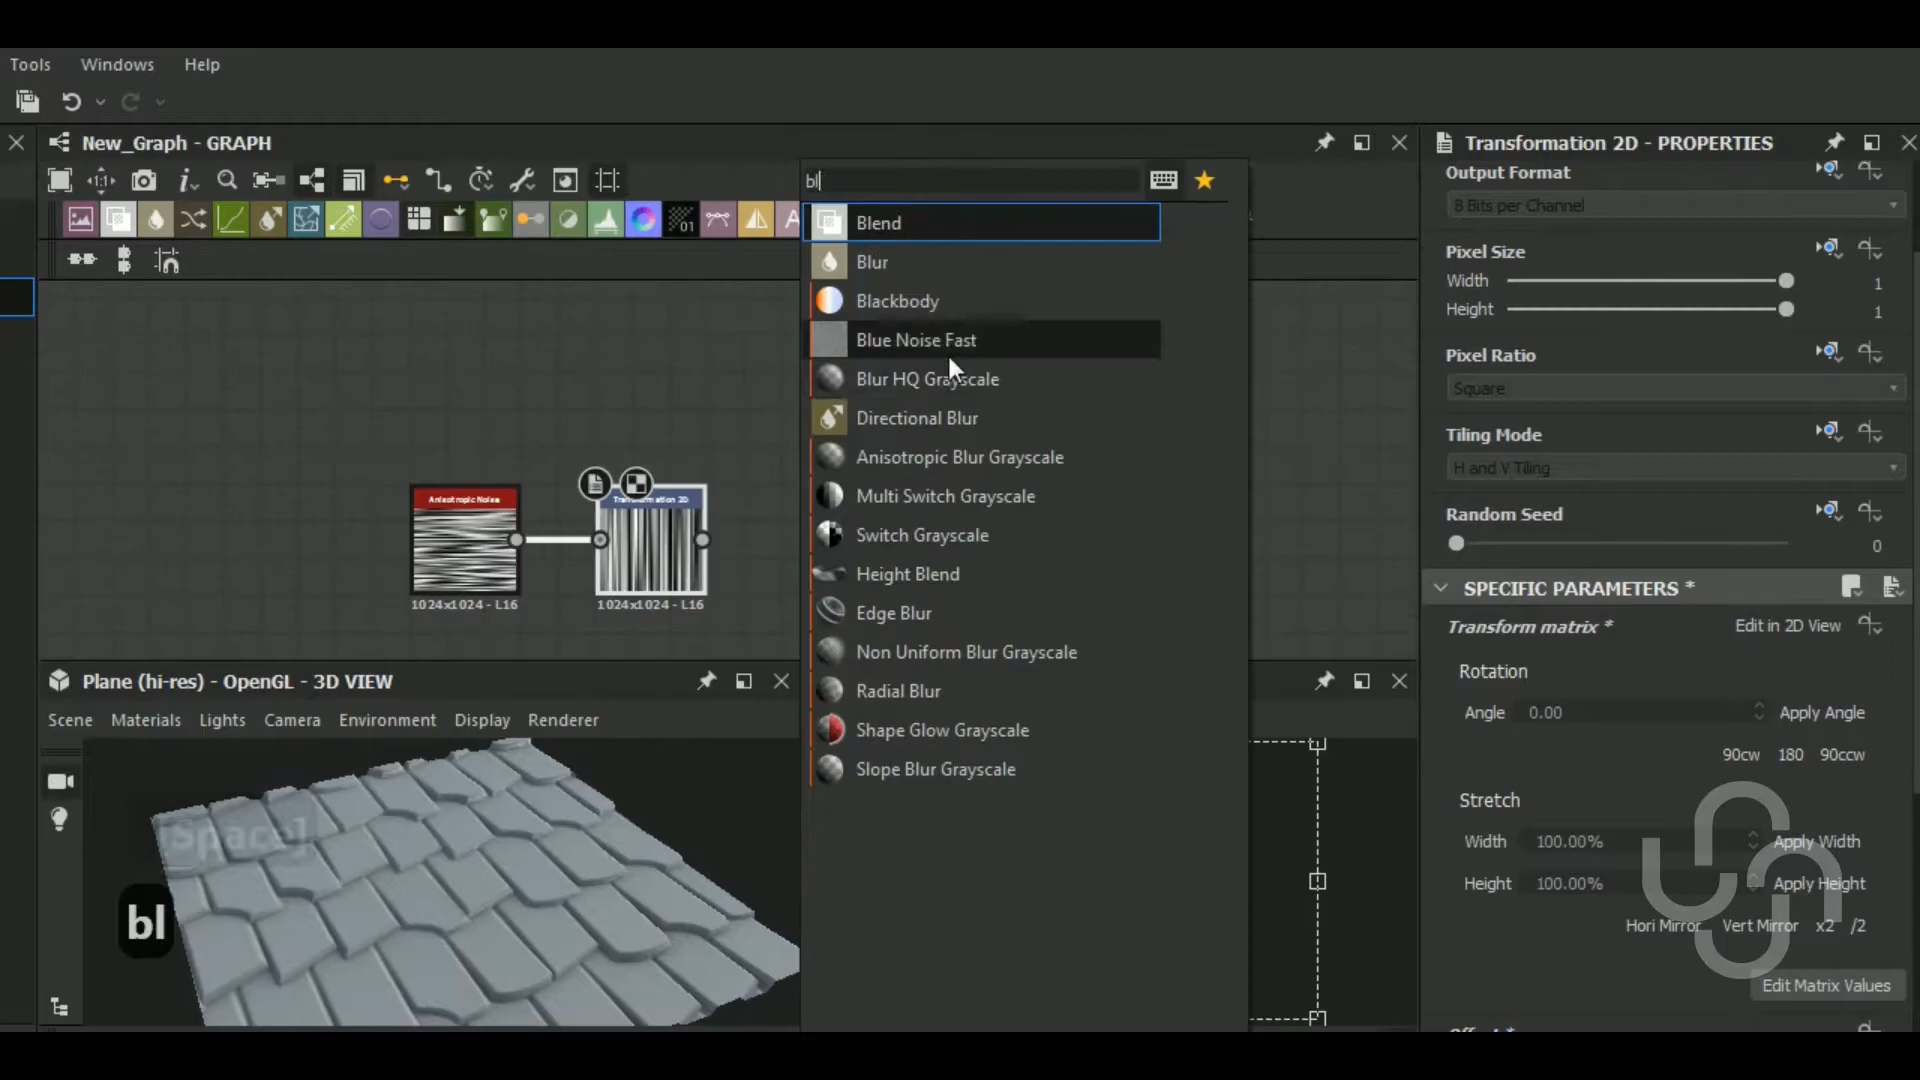 Tools Windows Help
New_Graph - GRAPH
bl
Blend
Blur
Blackbody
Blue Noise Fast
Blur HQ Grayscale
Directional Blur
Anisotropic Blur Grayscale
Multi Switch Grayscale
Switch Grayscale
Height Blend
Edge Blur
Non Uniform Blur Grayscale
Radial Blur
Shape Glow Grayscale
Slope Blur Grayscale
Anisotropic Noise
1024x1024 - L16
1024x1024 - L16
Plane (hi-res) - OpenGL - 3D VIEW
Scene Materials Lights Camera Environment Display Renderer
[Space]
bl
Transformation 2D - PROPERTIES
Output Format
8 Bits per Channel
Pixel Size
Width 1
Height 1
Pixel Ratio
Square
Tiling Mode
H and V Tiling
Random Seed
0
SPECIFIC PARAMETERS *
Transform matrix * Edit in 2D View
Rotation
Angle 0.00 Apply Angle
90cw 180 90ccw
Stretch
Width 100.00% Apply Width
Height 100.00% Apply Height
Hori Mirror Vert Mirror x2 /2
Edit Matrix Values